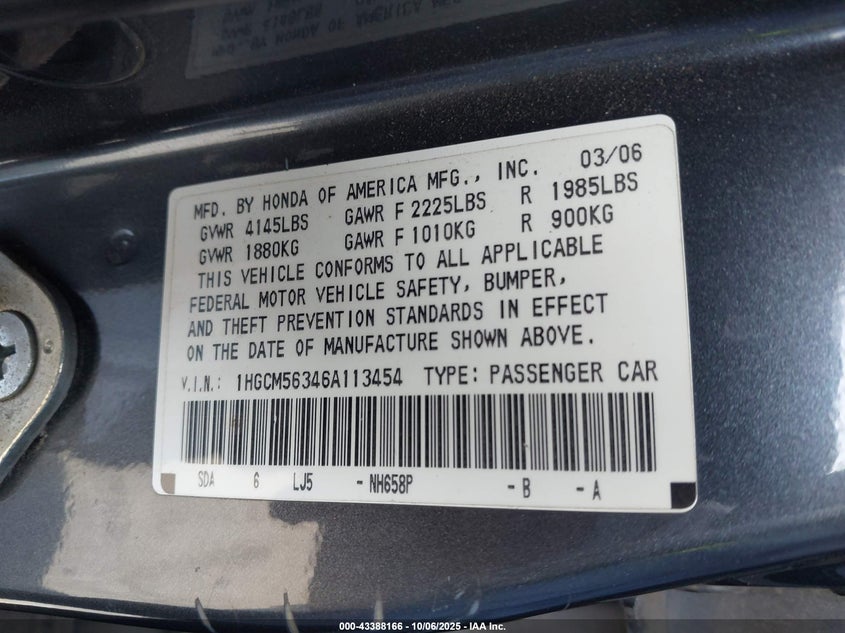 MFD. BY HONDA OF AMERICA MFG., INC. 03/06
GVWR 4145LBS GAWR F 2225LBS R 1985LBS
GVWR 1880KG GAWR F 1010KG R 900KG
THIS VEHICLE CONFORMS TO ALL APPLICABLE
FEDERAL MOTOR VEHICLE SAFETY, BUMPER,
AND THEFT PREVENTION STANDARDS IN EFFECT
ON THE DATE OF MANUFACTURE SHOWN ABOVE.
V.I.N.: 1HGCM56346A113454 TYPE: PASSENGER CAR
SDA 6 LJ5 - NH658P - B - A
000-43388166 - 10/06/2025 - IAA Inc.